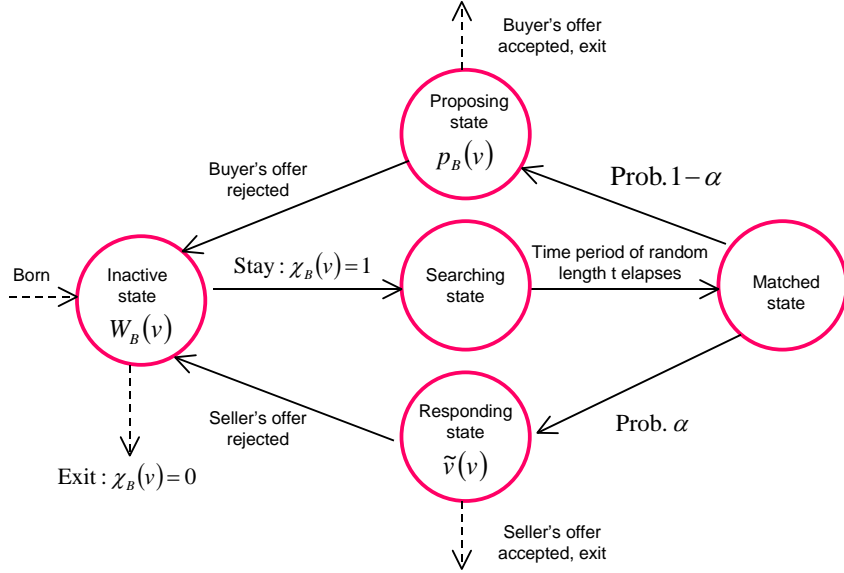 Buyer's offer
accepted, exit
Proposing
state
p_B(v)
Buyer's offer
rejected
Prob. 1 − α
Born
Inactive
state
W_B(v)
Stay : χ_B(v) = 1
Searching
state
Time period of random
length t elapses
Matched
state
Seller's offer
rejected
Responding
state
ṽ(v)
Prob. α
Exit : χ_B(v) = 0
Seller's offer
accepted, exit